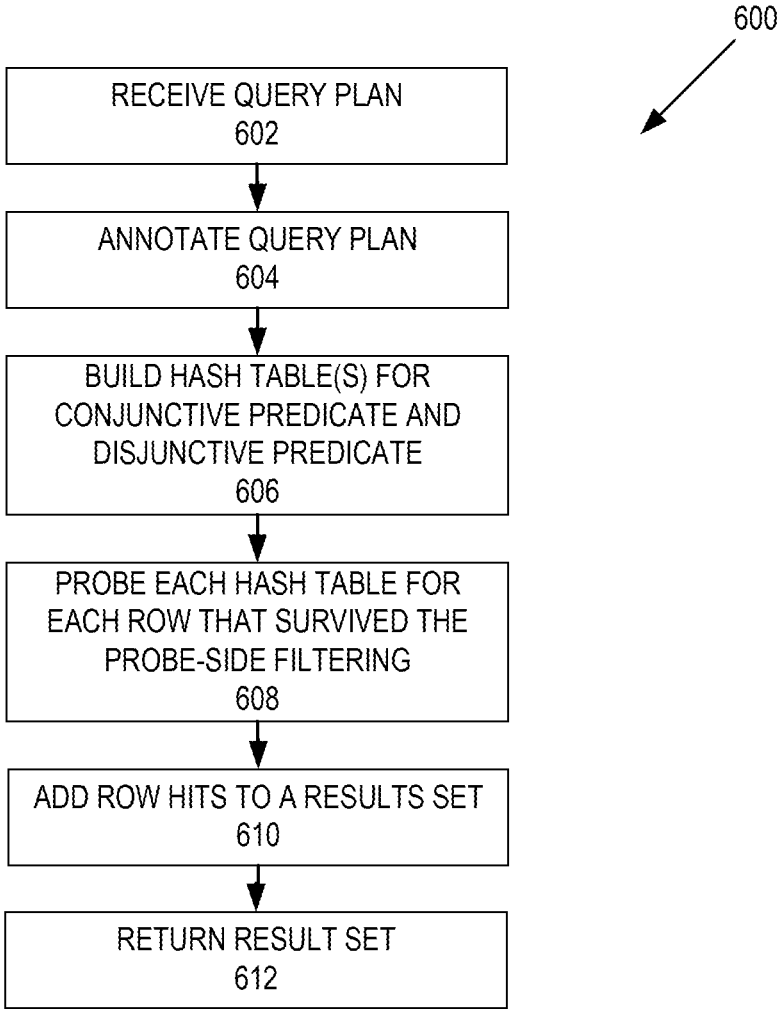 600
RECEIVE QUERY PLAN
602
ANNOTATE QUERY PLAN
604
BUILD HASH TABLE(S) FOR
CONJUNCTIVE PREDICATE AND
DISJUNCTIVE PREDICATE
606
PROBE EACH HASH TABLE FOR
EACH ROW THAT SURVIVED THE
PROBE-SIDE FILTERING
608
ADD ROW HITS TO A RESULTS SET
610
RETURN RESULT SET
612